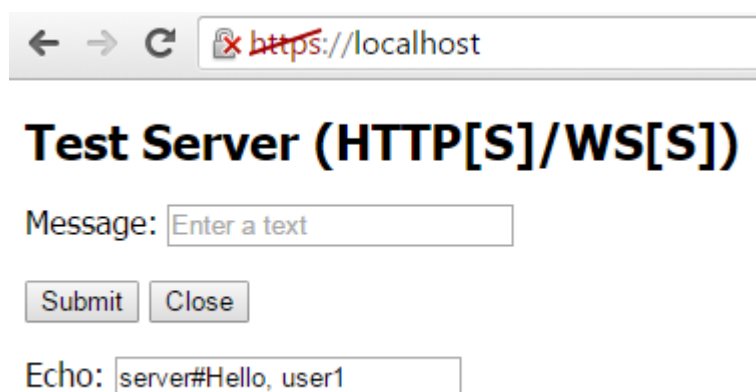 https://localhost
Test Server (HTTP[S]/WS[S])
Message: Enter a text
Submit Close
Echo: server#Hello, user1